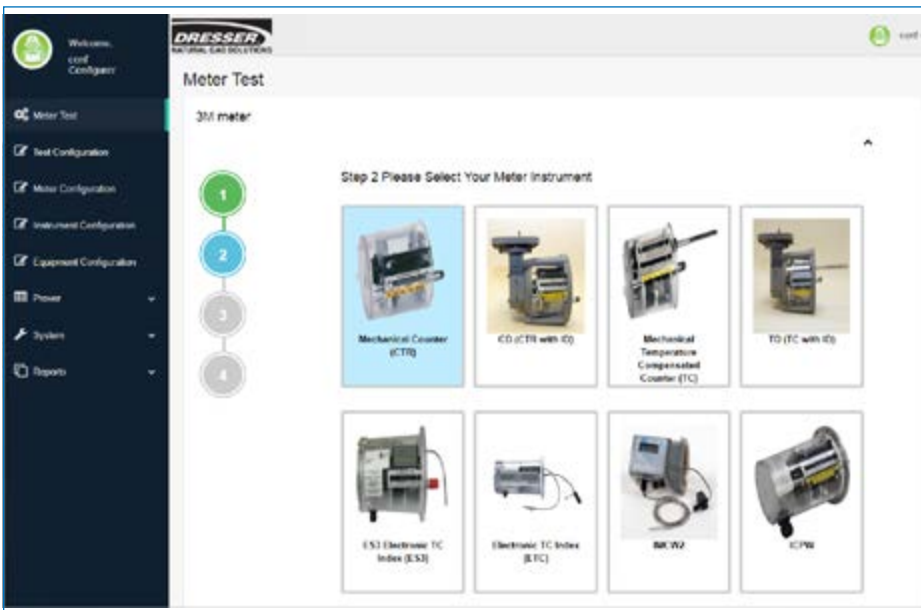 Welcome,
conf
Configurer
DRESSER
NATURAL GAS SOLUTIONS
conf
Meter Test
Meter Test
3M meter
Test Configuration
Meter Configuration
Instrument Configuration
Equipment Configuration
Prover
System
Reports
1
2
3
4
Step 2 Please Select Your Meter Instrument
Mechanical Counter
(CTR)
CD (CTR with ID)
Mechanical
Temperature
Compensated
Counter (TC)
TD (TC with ID)
ES3 Electronic TC
Index (ES3)
Electronic TC Index
(ETC)
IMCW2
ICPW